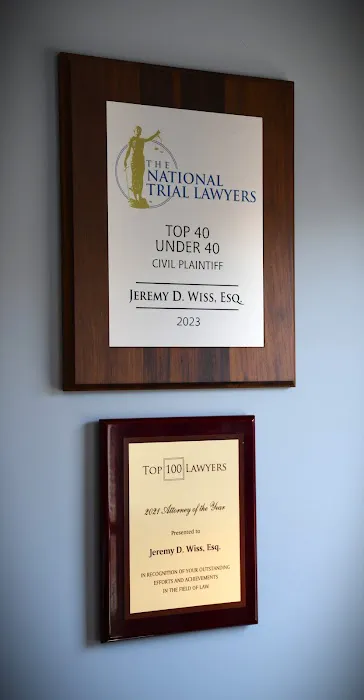 THE
NATIONAL
TRIAL LAWYERS
TOP 40
UNDER 40
CIVIL PLAINTIFF
JEREMY D. WISS, ESQ.
2023
TOP 100 LAWYERS
2021 Attorney of the Year
Presented to
Jeremy D. Wiss, Esq.
IN RECOGNITION OF YOUR OUTSTANDING
EFFORTS AND ACHIEVEMENTS
IN THE FIELD OF LAW